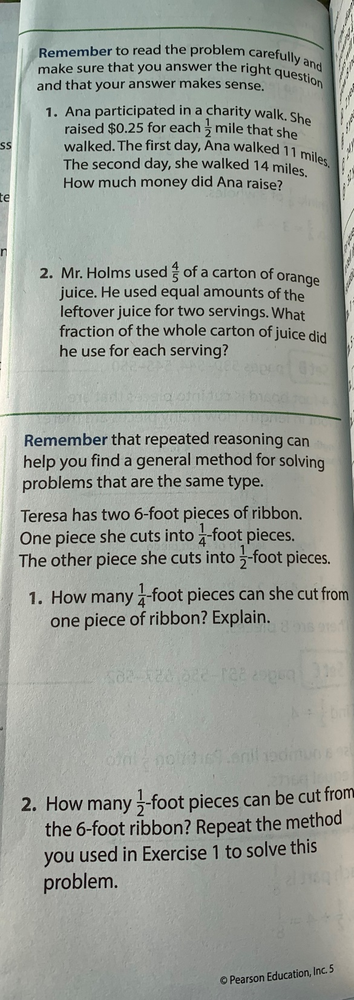 Remember to read the problem carefully and
make sure that you answer the right question
and that your answer makes sense.
1. Ana participated in a charity walk. She
raised $0.25 for each 1/2 mile that she
walked. The first day, Ana walked 11 miles.
The second day, she walked 14 miles.
How much money did Ana raise?
2. Mr. Holms used 4/5 of a carton of orange
juice. He used equal amounts of the
leftover juice for two servings. What
fraction of the whole carton of juice did
he use for each serving?
Remember that repeated reasoning can
help you find a general method for solving
problems that are the same type.
Teresa has two 6-foot pieces of ribbon.
One piece she cuts into 1/4-foot pieces.
The other piece she cuts into 1/2-foot pieces.
1. How many 1/4-foot pieces can she cut from
one piece of ribbon? Explain.
2. How many 1/2-foot pieces can be cut from
the 6-foot ribbon? Repeat the method
you used in Exercise 1 to solve this
problem.
© Pearson Education, Inc. 5